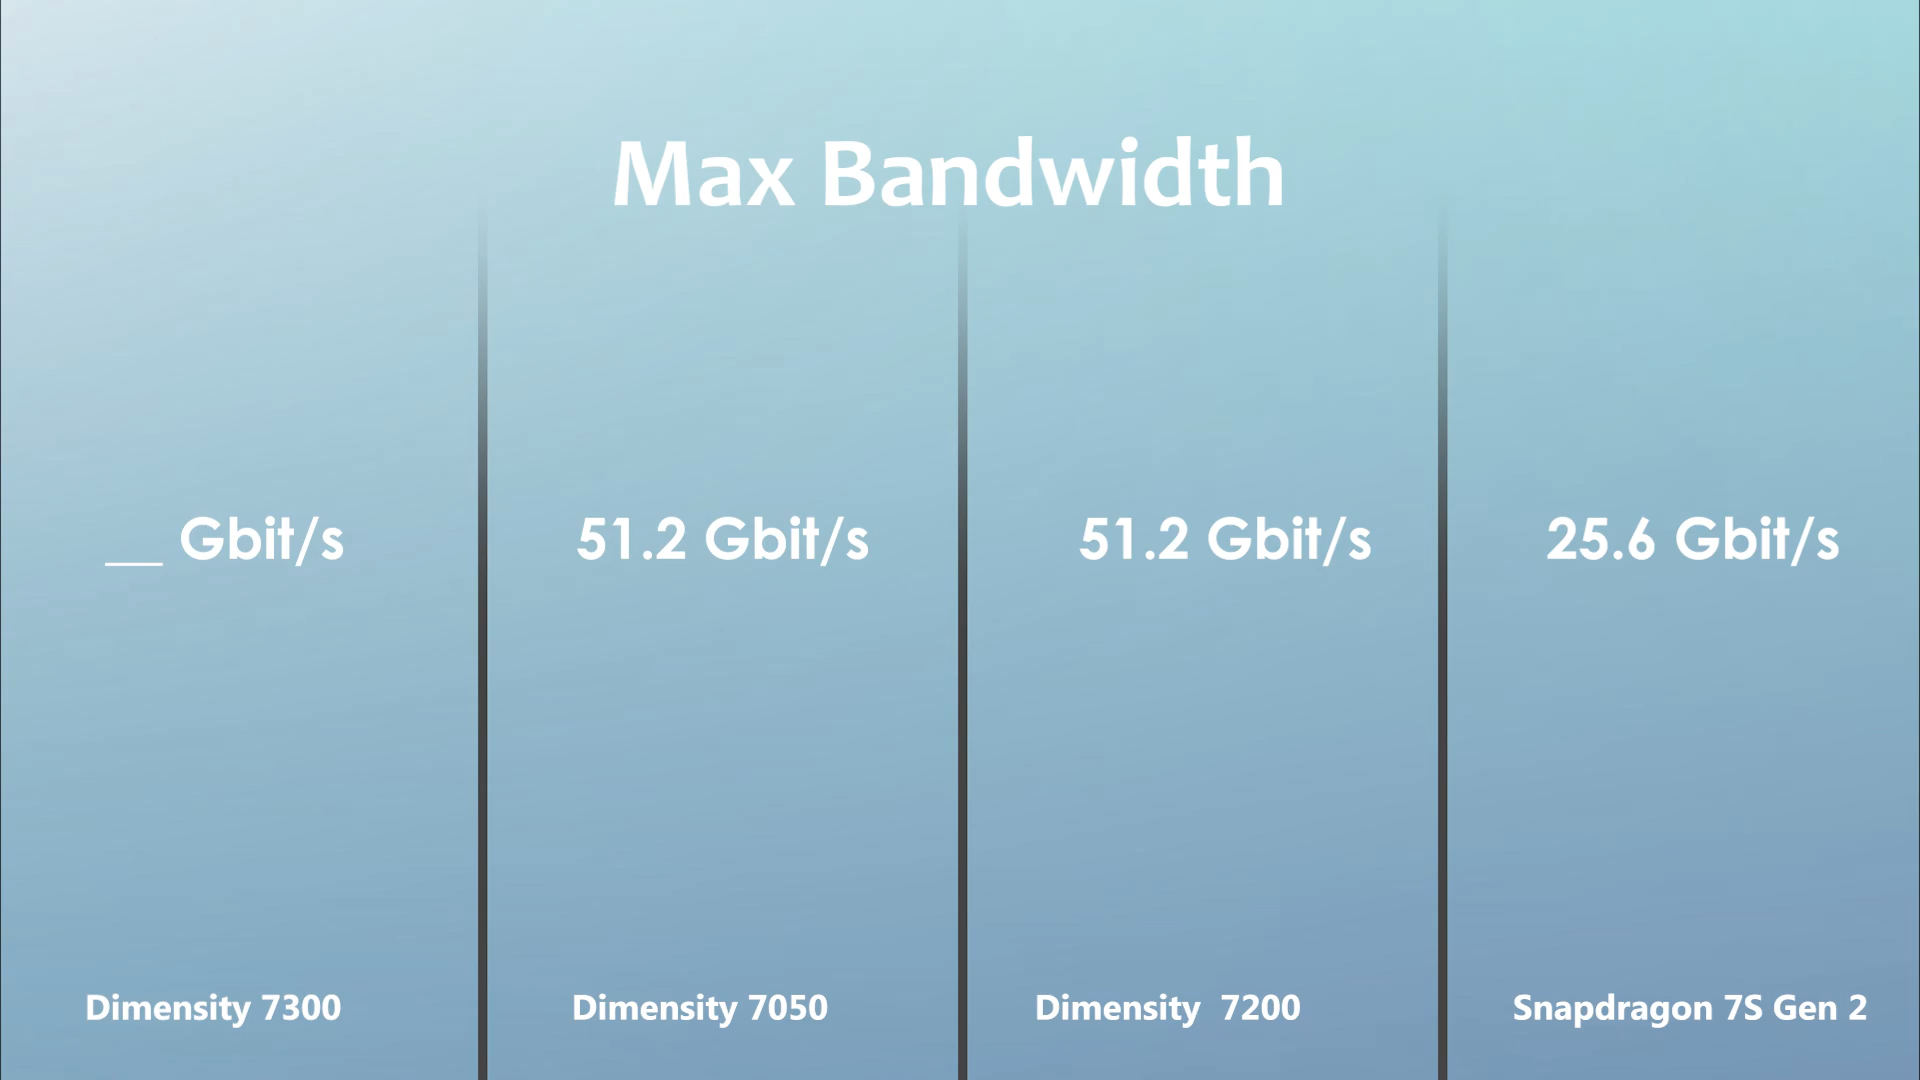 Max Bandwidth
__ Gbit/s
51.2 Gbit/s
51.2 Gbit/s
25.6 Gbit/s
Dimensity 7300
Dimensity 7050
Dimensity  7200
Snapdragon 7S Gen 2